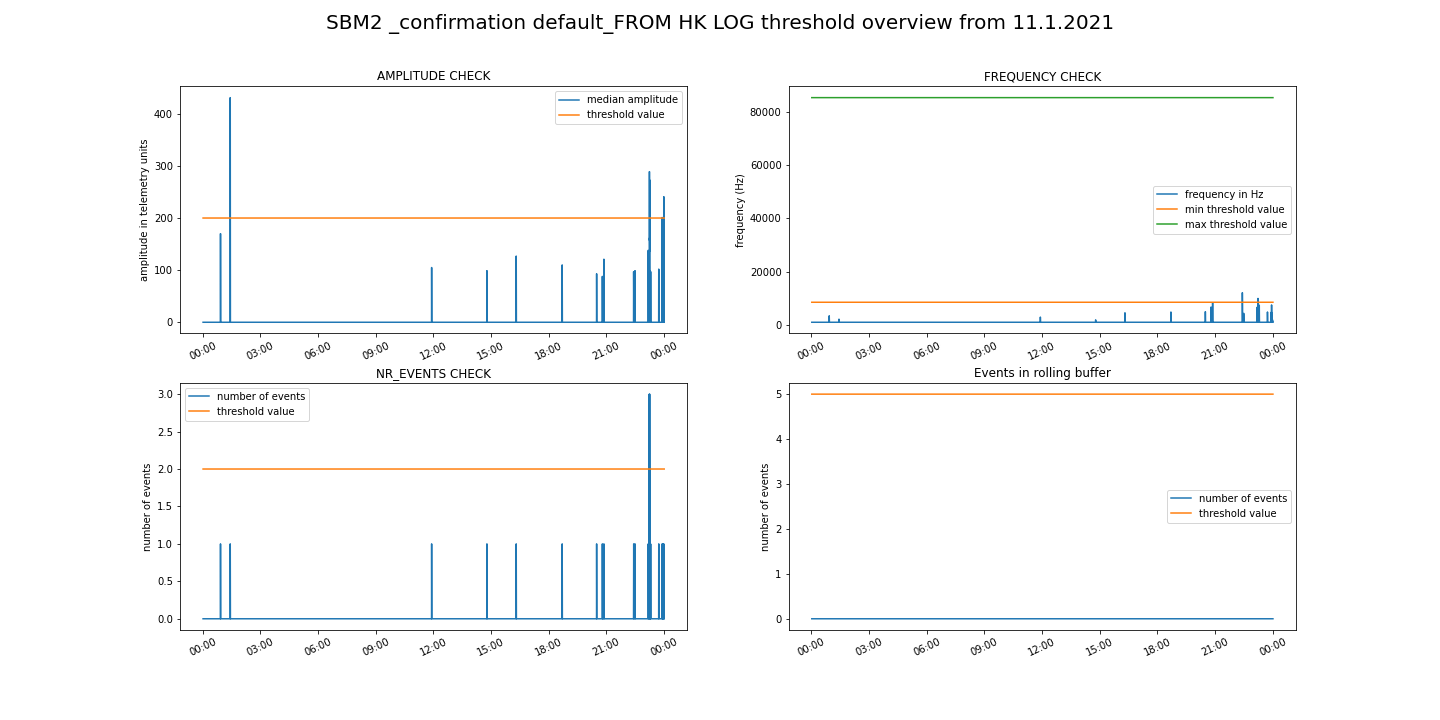 SBM2 _confirmation default_FROM HK LOG threshold overview from 11.1.2021
AMPLITUDE CHECK
amplitude in telemetry units
400
300
200
100
0
median amplitude
threshold value
00:00 03:00 06:00 09:00 12:00 15:00 18:00 21:00 00:00
FREQUENCY CHECK
frequency (Hz)
80000
60000
40000
20000
0
frequency in Hz
min threshold value
max threshold value
00:00 03:00 06:00 09:00 12:00 15:00 18:00 21:00 00:00
NR_EVENTS CHECK
number of events
3.0
2.5
2.0
1.5
1.0
0.5
0.0
number of events
threshold value
00:00 03:00 06:00 09:00 12:00 15:00 18:00 21:00 00:00
Events in rolling buffer
number of events
5
4
3
2
1
0
number of events
threshold value
00:00 03:00 06:00 09:00 12:00 15:00 18:00 21:00 00:00